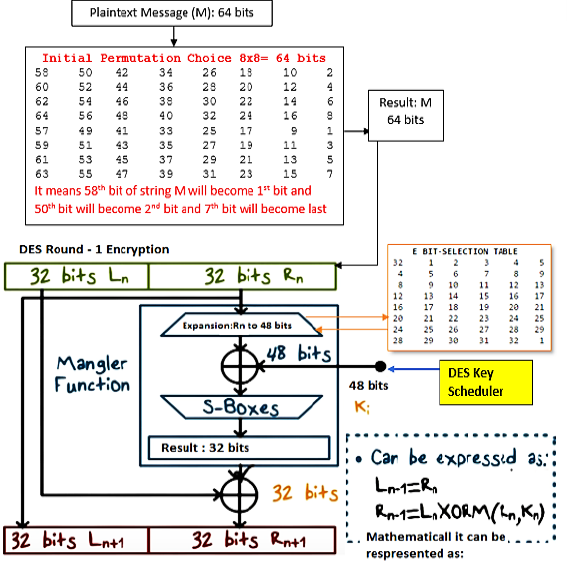 Plaintext Message (M): 64 bits
Initial Permutation Choice 8x8= 64 bits
58 50 42 34 26 18 10 2
60 52 44 36 28 20 12 4
62 54 46 38 30 22 14 6
64 56 48 40 32 24 16 8
57 49 41 33 25 17 9 1
59 51 43 35 27 19 11 3
61 53 45 37 29 21 13 5
63 55 47 39 31 23 15 7
It means 58th bit of string M will become 1st bit and
50th bit will become 2nd bit and 7th bit will become last
Result: M
64 bits
DES Round - 1 Encryption
32 bits Ln
32 bits Rn
E BIT-SELECTION TABLE
32 1 2 3 4 5
4 5 6 7 8 9
8 9 10 11 12 13
12 13 14 15 16 17
16 17 18 19 20 21
20 21 22 23 24 25
24 25 26 27 28 29
28 29 30 31 32 1
Expansion:Rn to 48 bits
Mangler
Function
48 bits
48 bits
Ki
DES Key
Scheduler
S-Boxes
Result : 32 bits
32 bits
• Can be expressed as:
Ln-1=Rn
Rn-1=LnXORM(Ln,Kn)
Mathematicall it can be
respresented as:
32 bits Ln+1
32 bits Rn+1